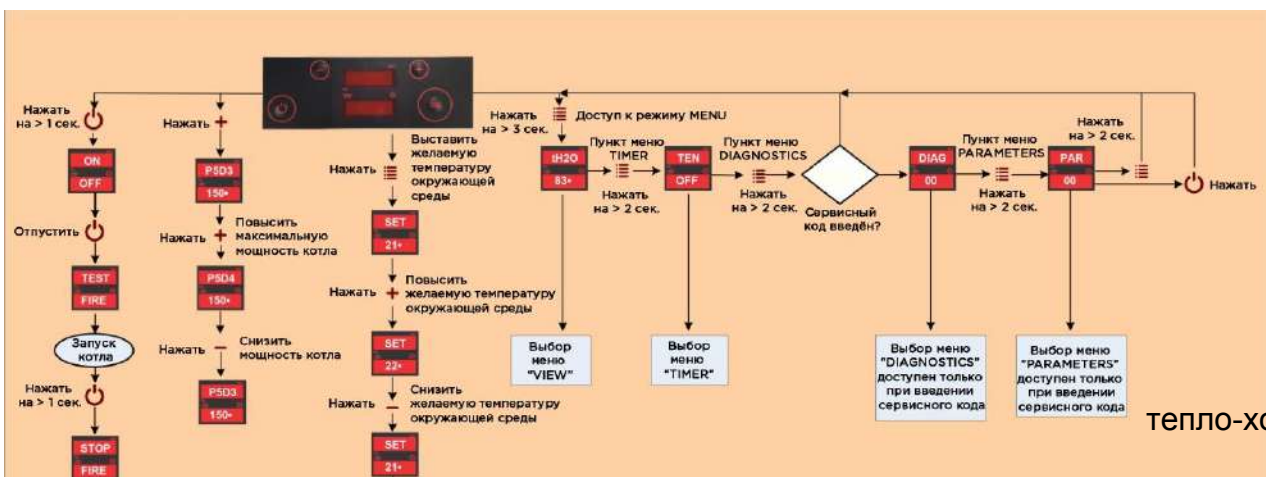 Нажать
на > 1 сек.
ON
OFF
Отпустить
TEST
FIRE
Запуск
котла
Нажать
на > 1 сек.
STOP
FIRE
Нажать +
P5D3
150•
Нажать +
Повысить
максимальную
мощность котла
P5D4
150•
Нажать –
Снизить
мощность котла
P5D3
150•
Нажать
Выставить
желаемую
температуру
окружающей
среды
SET
21•
Нажать +
Повысить
желаемую температуру
окружающей среды
SET
22•
Нажать –
Снизить
желаемую температуру
окружающей среды
SET
21•
Нажать
на > 3 сек.
Доступ к режиму MENU
tH2O
83•
Выбор
меню
"VIEW"
Пункт меню
TIMER
Нажать
на > 2 сек.
TEN
OFF
Выбор
меню
"TIMER"
Пункт меню
DIAGNOSTICS
Нажать
на > 2 сек.
Сервисный
код введён?
DIAG
00
Выбор меню
"DIAGNOSTICS"
доступен только
при введении
сервисного кода
Пункт меню
PARAMETERS
Нажать
на > 2 сек.
PAR
00
Выбор меню
"PARAMETERS"
доступен только
при введении
сервисного кода
Нажать
на > 2 сек.
Нажать
тепло-хо